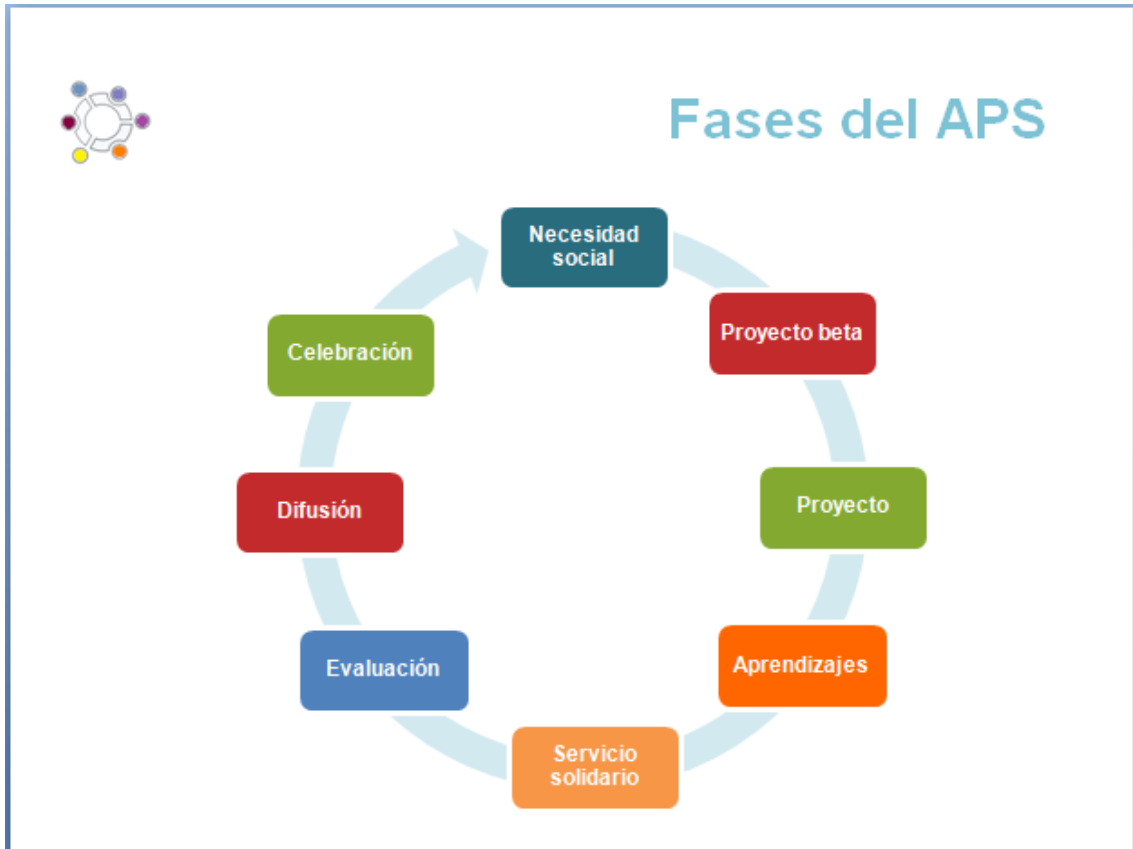 Fases del APS
Necesidad
social
Proyecto beta
Proyecto
Aprendizajes
Servicio
solidario
Evaluación
Difusión
Celebración